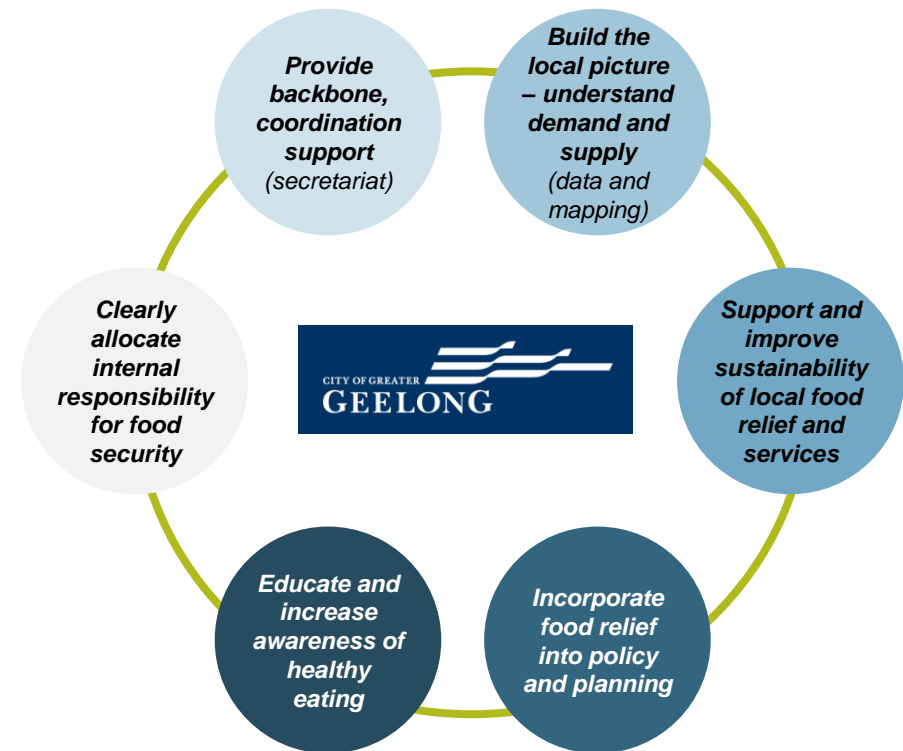 Provide
backbone,
coordination
support
(secretariat)
Build the
local picture
– understand
demand and
supply
(data and
mapping)
Support and
improve
sustainability
of local food
relief and
services
Incorporate
food relief
into policy
and planning
Educate and
increase
awareness of
healthy
eating
Clearly
allocate
internal
responsibility
for food
security
CITY OF GREATER
GEELONG